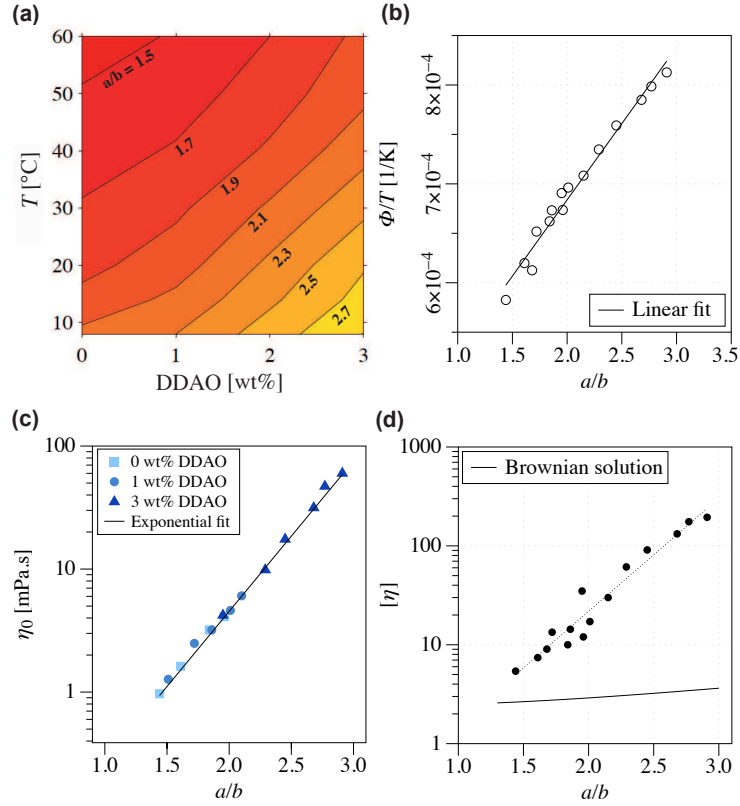 (a)
60
50
40
30
20
10
T [°C]
a/b = 1.5
1.7
1.9
2.1
2.3
2.5
2.7
0
1
2
3
DDAO [wt%]
(b)
8×10⁻⁴
7×10⁻⁴
6×10⁻⁴
Φ/T [1/K]
Linear fit
1.0
1.5
2.0
2.5
3.0
3.5
a/b
(c)
100
10
1
η₀ [mPa.s]
0 wt% DDAO
1 wt% DDAO
3 wt% DDAO
Exponential fit
1.0
1.5
2.0
2.5
3.0
a/b
(d)
1000
100
10
1
[η]
Brownian solution
1.0
1.5
2.0
2.5
3.0
a/b